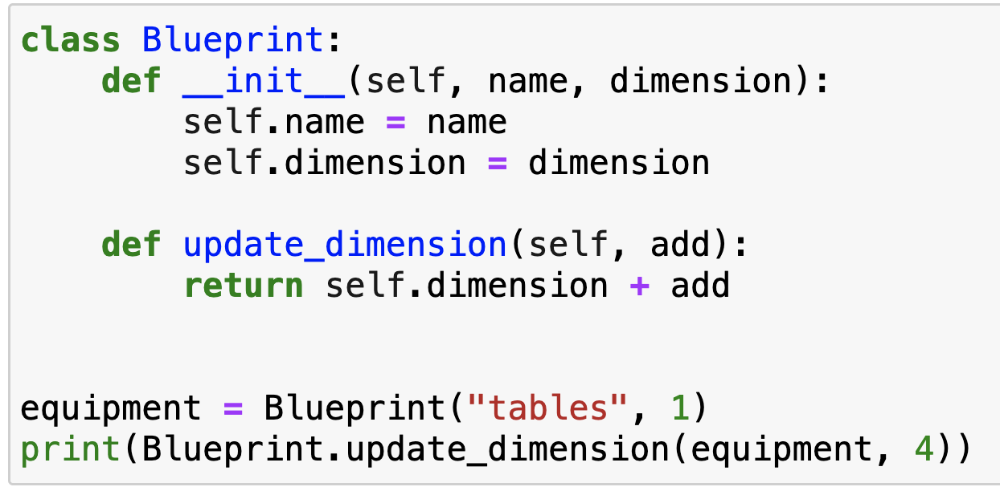 class Blueprint:
    def __init__(self, name, dimension):
        self.name = name
        self.dimension = dimension

    def update_dimension(self, add):
        return self.dimension + add


equipment = Blueprint("tables", 1)
print(Blueprint.update_dimension(equipment, 4))